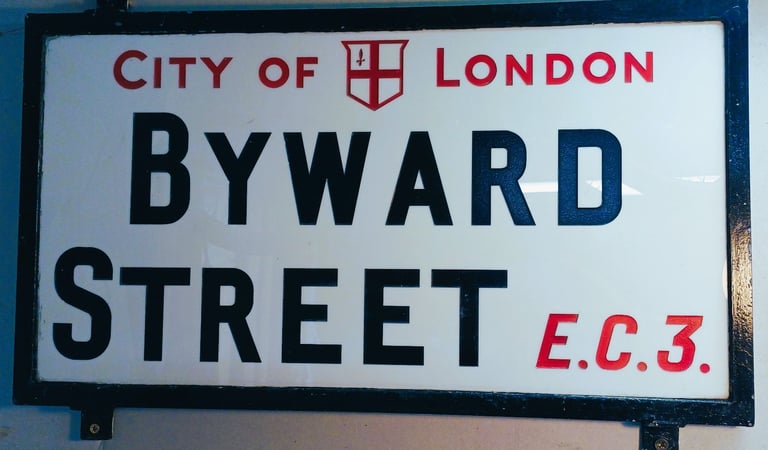 CITY OF LONDON
BYWARD
STREET E.C.3.